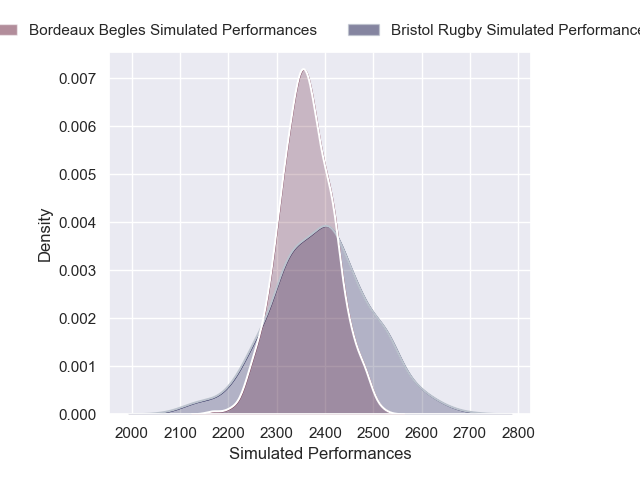 Bordeaux Begles Simulated Performances Bristol Rugby Simulated Performance
0.007
0.006
0.005
0.004
0.003
0.002
0.001
0.000
Density
2000 2100 2200 2300 2400 2500 2600 2700 2800
Simulated Performances